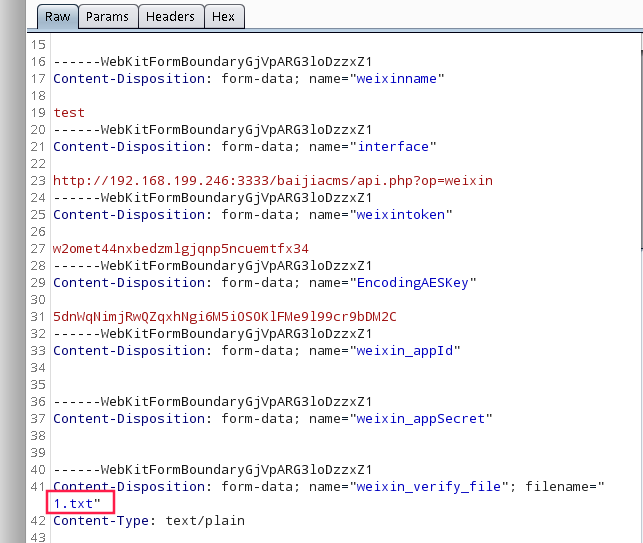 Raw Params Headers Hex
15
16 ------WebKitFormBoundaryGjVpARG3loDzzxZ1
17 Content-Disposition: form-data; name="weixinname"
18
19 test
20 ------WebKitFormBoundaryGjVpARG3loDzzxZ1
21 Content-Disposition: form-data; name="interface"
22
23 http://192.168.199.246:3333/baijiacms/api.php?op=weixin
24 ------WebKitFormBoundaryGjVpARG3loDzzxZ1
25 Content-Disposition: form-data; name="weixintoken"
26
27 w2omet44nxbedzmlgjqnp5ncuemtfx34
28 ------WebKitFormBoundaryGjVpARG3loDzzxZ1
29 Content-Disposition: form-data; name="EncodingAESKey"
30
31 5dnWqNimjRwQZqxhNgi6M5iOS0KlFMe9l99cr9bDM2C
32 ------WebKitFormBoundaryGjVpARG3loDzzxZ1
33 Content-Disposition: form-data; name="weixin_appId"
34
35
36 ------WebKitFormBoundaryGjVpARG3loDzzxZ1
37 Content-Disposition: form-data; name="weixin_appSecret"
38
39
40 ------WebKitFormBoundaryGjVpARG3loDzzxZ1
41 Content-Disposition: form-data; name="weixin_verify_file"; filename="
1.txt"
42 Content-Type: text/plain
43